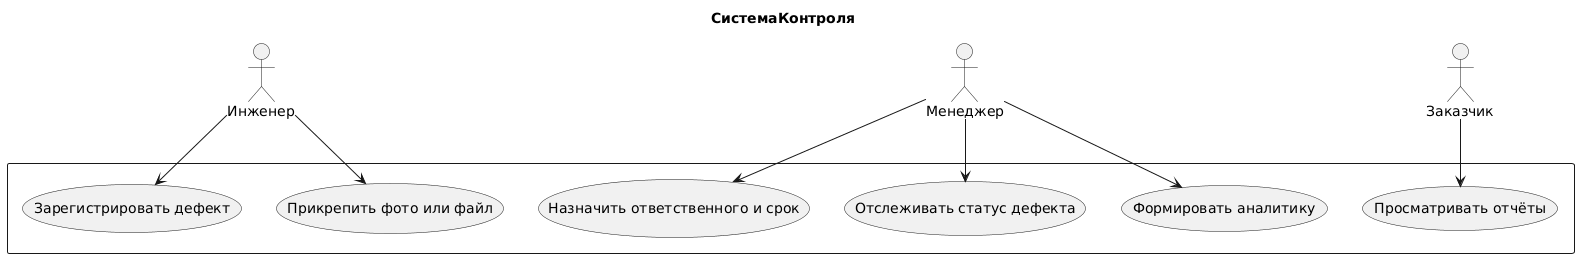 СистемаКонтроля
Инженер
Менеджер
Заказчик
Зарегистрировать дефект
Прикрепить фото или файл
Назначить ответственного и срок
Отслеживать статус дефекта
Формировать аналитику
Просматривать отчёты